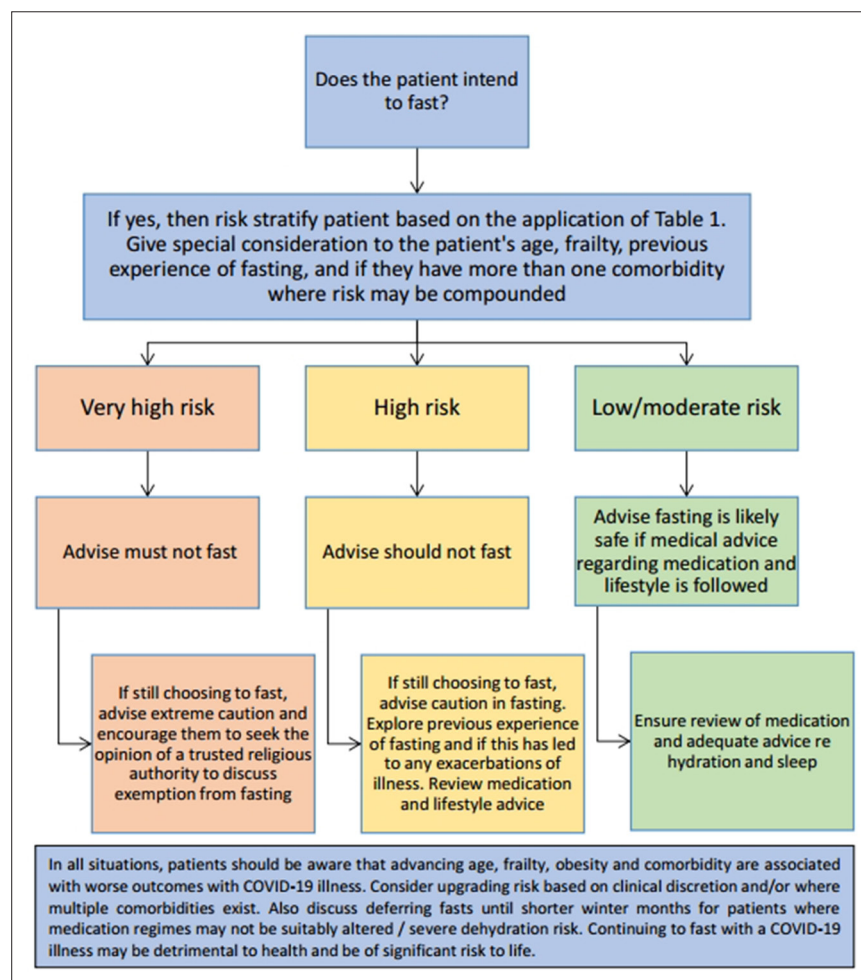 Does the patient intend
to fast?
If yes, then risk stratify patient based on the application of Table 1.
Give special consideration to the patient's age, frailty, previous
experience of fasting, and if they have more than one comorbidity
where risk may be compounded
Very high risk
High risk
Low/moderate risk
Advise must not fast
Advise should not fast
Advise fasting is likely
safe if medical advice
regarding medication and
lifestyle is followed
If still choosing to fast,
advise extreme caution and
encourage them to seek the
opinion of a trusted religious
authority to discuss
exemption from fasting
If still choosing to fast,
advise caution in fasting.
Explore previous experience
of fasting and if this has led
to any exacerbations of
illness. Review medication
and lifestyle advice
Ensure review of medication
and adequate advice re
hydration and sleep
In all situations, patients should be aware that advancing age, frailty, obesity and comorbidity are associated
with worse outcomes with COVID-19 illness. Consider upgrading risk based on clinical discretion and/or where
multiple comorbidities exist. Also discuss deferring fasts until shorter winter months for patients where
medication regimes may not be suitably altered / severe dehydration risk. Continuing to fast with a COVID-19
illness may be detrimental to health and be of significant risk to life.